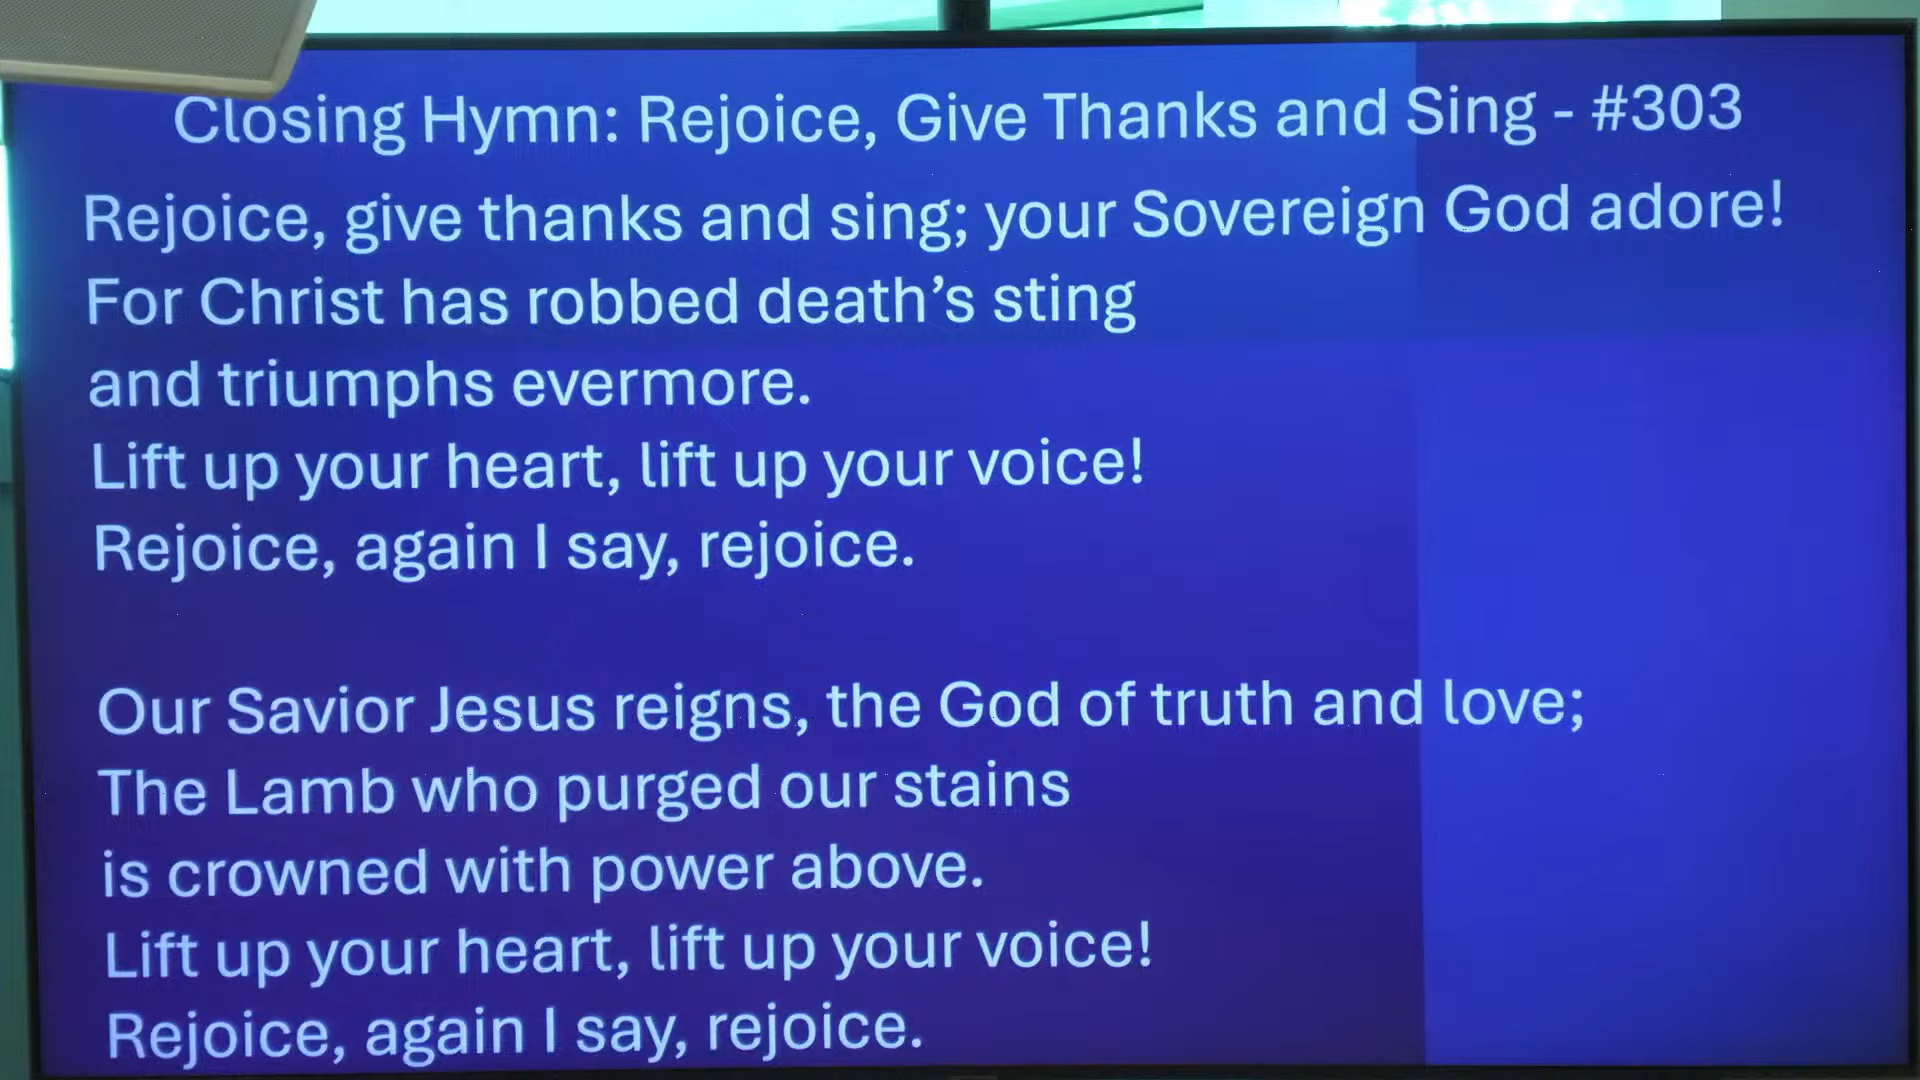 Closing Hymn: Rejoice, Give Thanks and Sing - #303
Rejoice, give thanks and sing; your Sovereign God adore!
For Christ has robbed death’s sting
and triumphs evermore.
Lift up your heart, lift up your voice!
Rejoice, again I say, rejoice.
Our Savior Jesus reigns, the God of truth and love;
The Lamb who purged our stains
is crowned with power above.
Lift up your heart, lift up your voice!
Rejoice, again I say, rejoice.